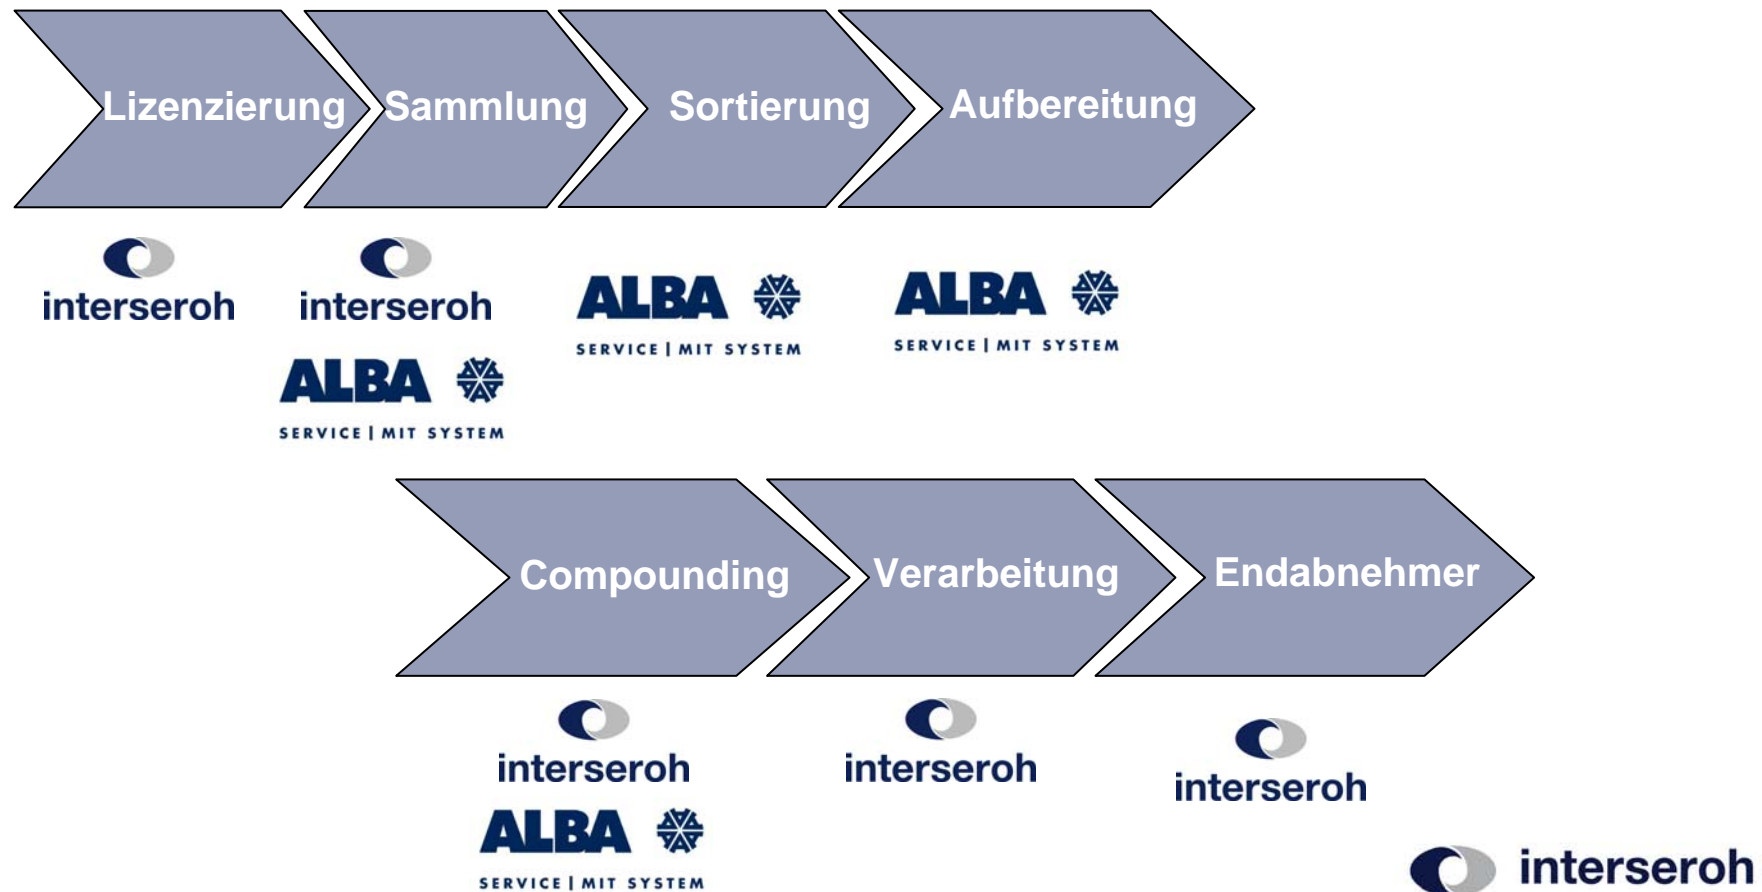 Lizenzierung
Sammlung
Sortierung
Aufbereitung
interseroh
interseroh
ALBA
SERVICE | MIT SYSTEM
ALBA
SERVICE | MIT SYSTEM
ALBA
SERVICE | MIT SYSTEM
Compounding
Verarbeitung
Endabnehmer
interseroh
ALBA
SERVICE | MIT SYSTEM
interseroh
interseroh
interseroh